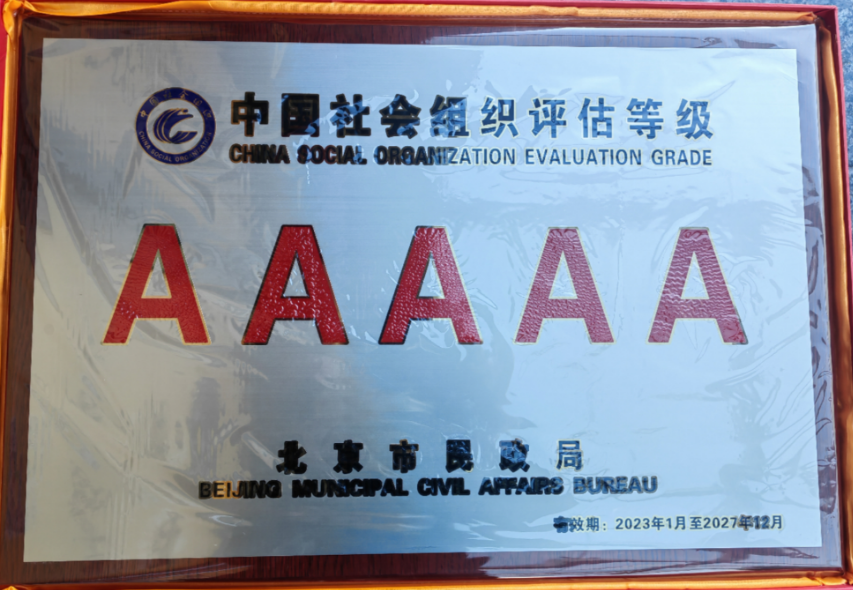 中国社会组织评估等级
CHINA SOCIAL ORGANIZATION EVALUATION GRADE
AAAAA
北京市民政局
BEIJING MUNICIPAL CIVIL AFFAIRS BUREAU
有效期：2023年1月至2027年12月